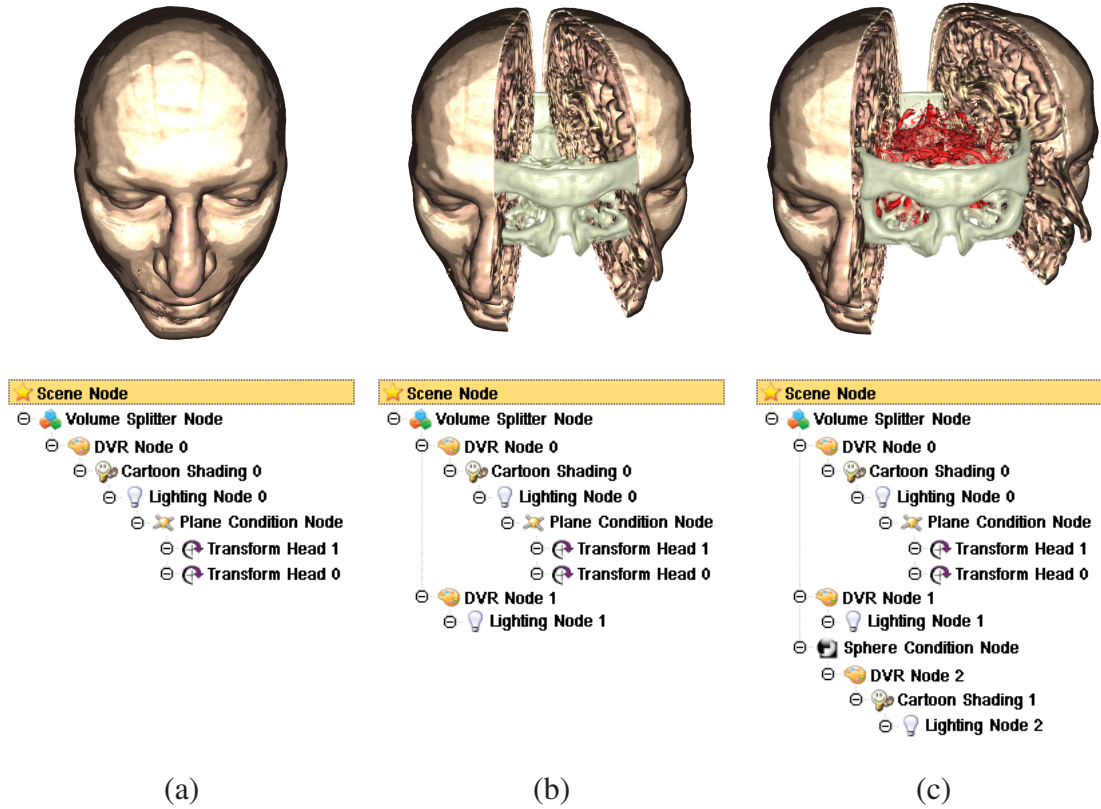 Scene Node
Volume Splitter Node
DVR Node 0
Cartoon Shading 0
Lighting Node 0
Plane Condition Node
Transform Head 1
Transform Head 0
Scene Node
Volume Splitter Node
DVR Node 0
Cartoon Shading 0
Lighting Node 0
Plane Condition Node
Transform Head 1
Transform Head 0
DVR Node 1
Lighting Node 1
Scene Node
Volume Splitter Node
DVR Node 0
Cartoon Shading 0
Lighting Node 0
Plane Condition Node
Transform Head 1
Transform Head 0
DVR Node 1
Lighting Node 1
Sphere Condition Node
DVR Node 2
Cartoon Shading 1
Lighting Node 2
(a)
(b)
(c)